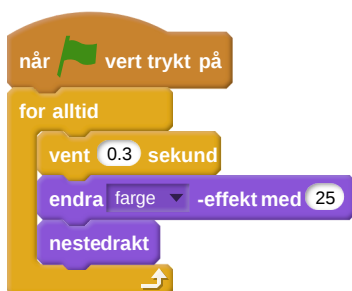 når vert trykt på
for alltid
vent 0.3 sekund
endra farge -effekt med 25
nestedrakt